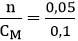 n/C_M = 0,05/0,1